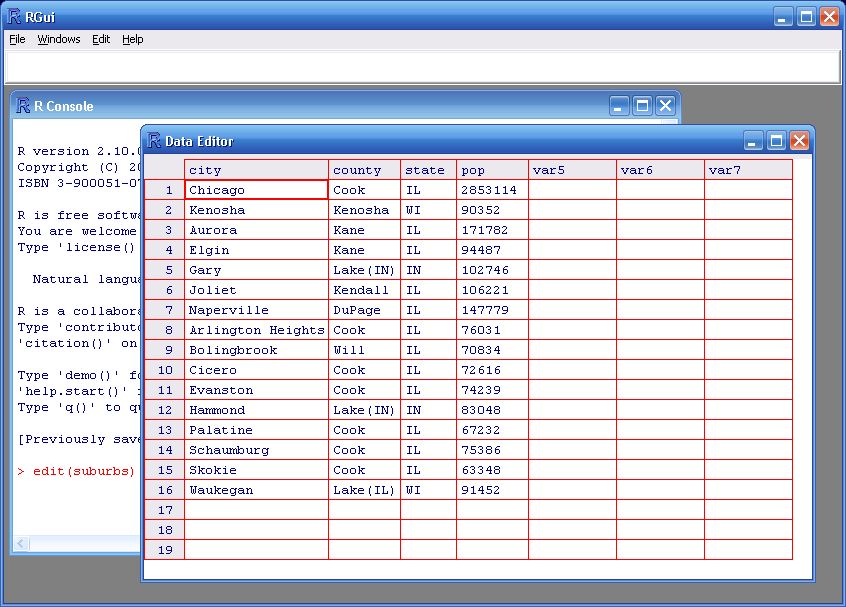 RGui
File Windows Edit Help
R Console
R version 2.10.
Copyright (C) 20
ISBN 3-900051-07
R is free softwa
You are welcome
Type 'license()
Natural langua
R is a collabora
Type 'contributo
'citation()' on
Type 'demo()' fo
'help.start()'
Type 'q()' to qu
[Previously save
> edit(suburbs)
Data Editor
city county state pop var5 var6 var7
1 Chicago Cook IL 2853114
2 Kenosha Kenosha WI 90352
3 Aurora Kane IL 171782
4 Elgin Kane IL 94487
5 Gary Lake(IN) IN 102746
6 Joliet Kendall IL 106221
7 Naperville DuPage IL 147779
8 Arlington Heights Cook IL 76031
9 Bolingbrook Will IL 70834
10 Cicero Cook IL 72616
11 Evanston Cook IL 74239
12 Hammond Lake(IN) IN 83048
13 Palatine Cook IL 67232
14 Schaumburg Cook IL 75386
15 Skokie Cook IL 63348
16 Waukegan Lake(IL) WI 91452
17
18
19